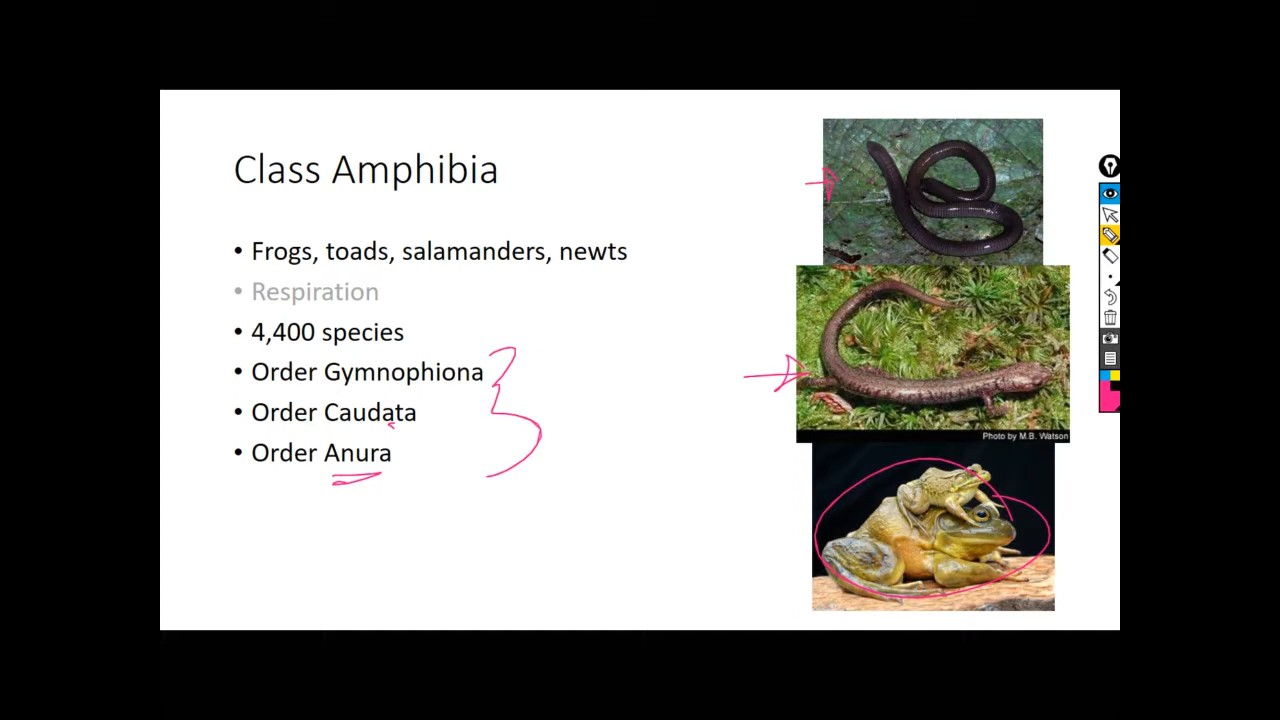 Class Amphibia
• Frogs, toads, salamanders, newts
• Respiration
• 4,400 species
• Order Gymnophiona
• Order Caudata
• Order Anura
Photo by M.B. Watson